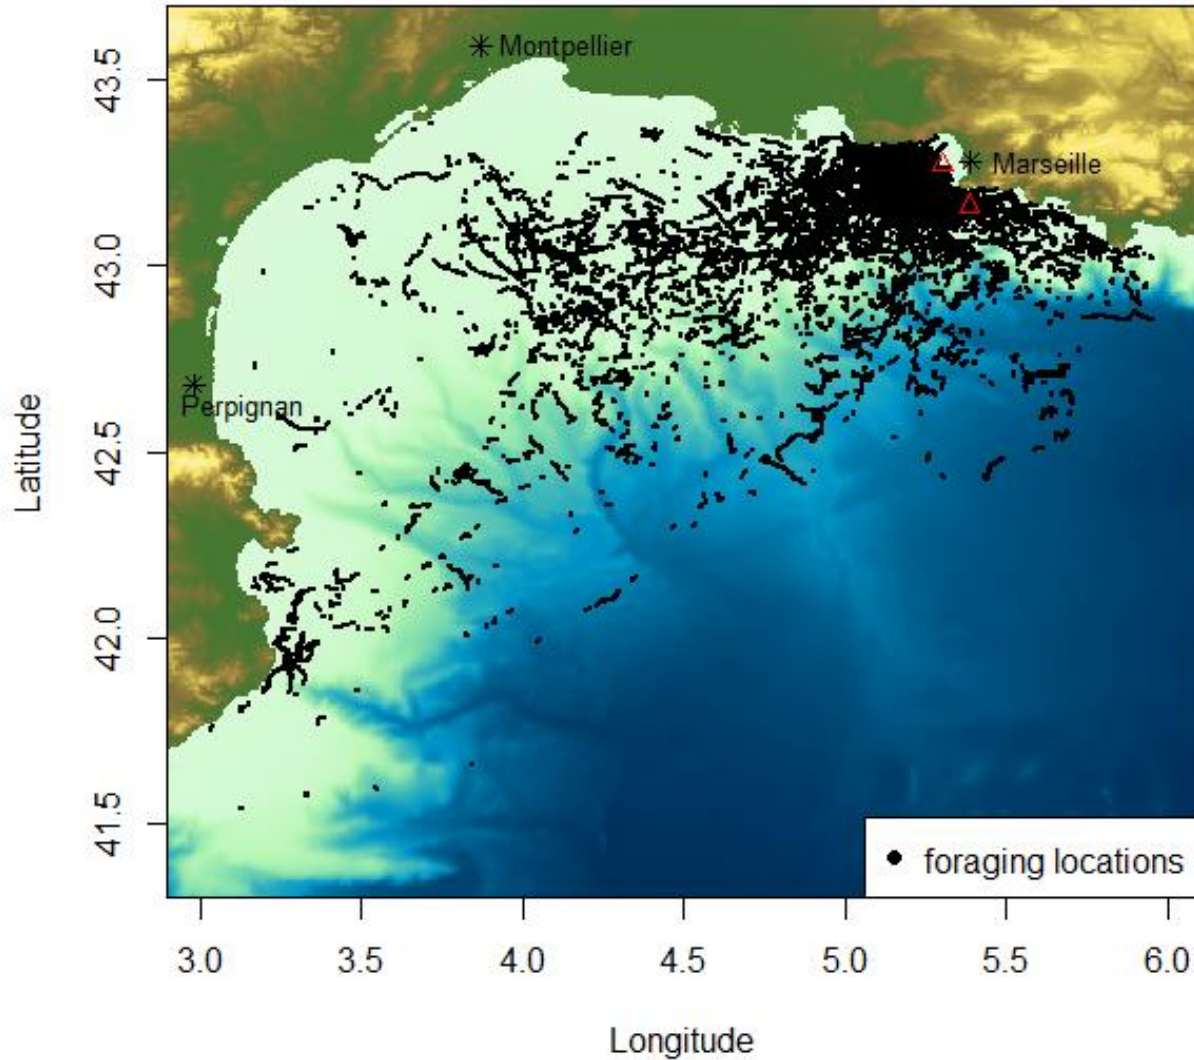 Montpellier
Marseille
Perpignan
43.5
43.0
42.5
42.0
41.5
Latitude
foraging locations
3.0 3.5 4.0 4.5 5.0 5.5 6.0
Longitude